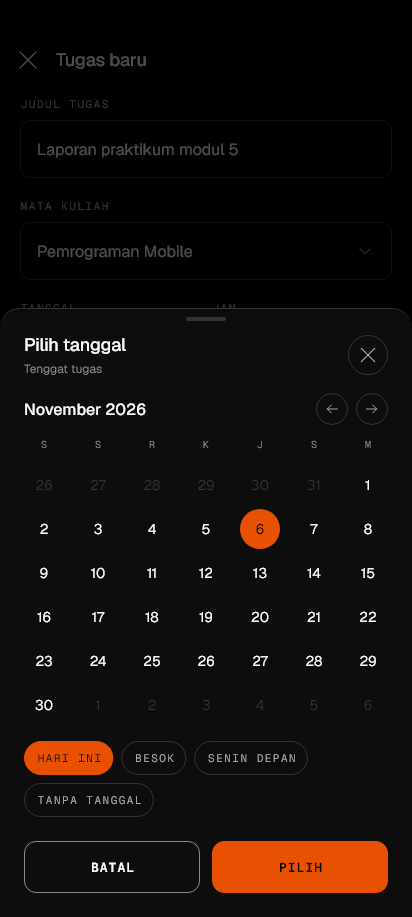 Tugas baru
JUDUL TUGAS
Laporan praktikum modul 5
MATA KULIAH
Pemrograman Mobile
TANGGAL JAM
Pilih tanggal
Tenggat tugas
November 2026
S S R K J S M
26 27 28 29 30 31 1
2 3 4 5 6 7 8
9 10 11 12 13 14 15
16 17 18 19 20 21 22
23 24 25 26 27 28 29
30 1 2 3 4 5 6
HARI INI BESOK SENIN DEPAN
TANPA TANGGAL
BATAL PILIH